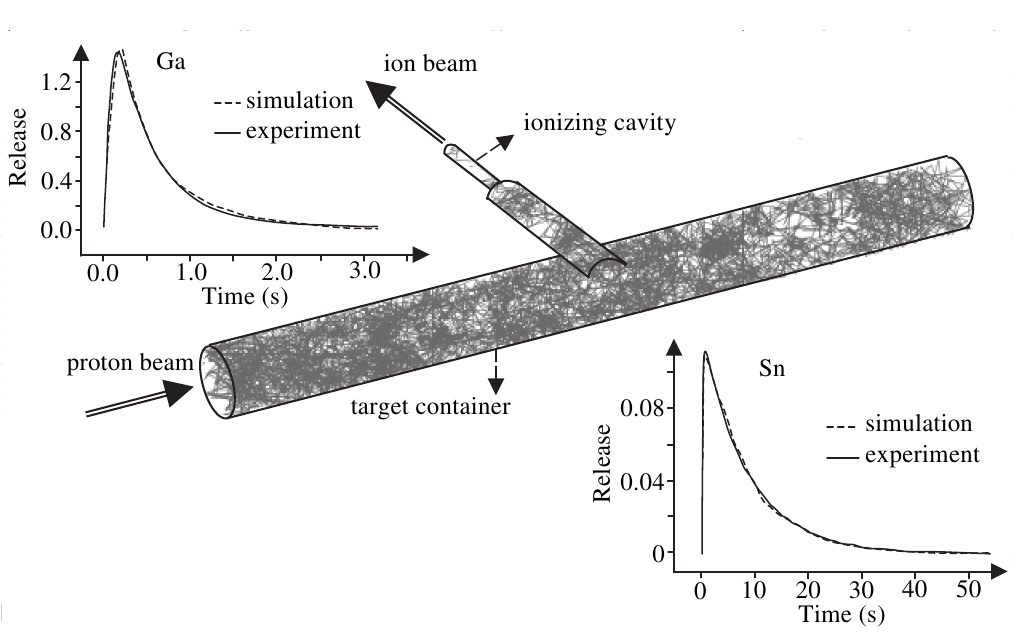 Ga
simulation
experiment
Release
1.2
0.8
0.4
0.0
0.0
1.0
2.0
3.0
Time (s)
ion beam
ionizing cavity
proton beam
target container
Sn
simulation
experiment
Release
0.08
0.04
0
0
10
20
30
40
50
Time (s)